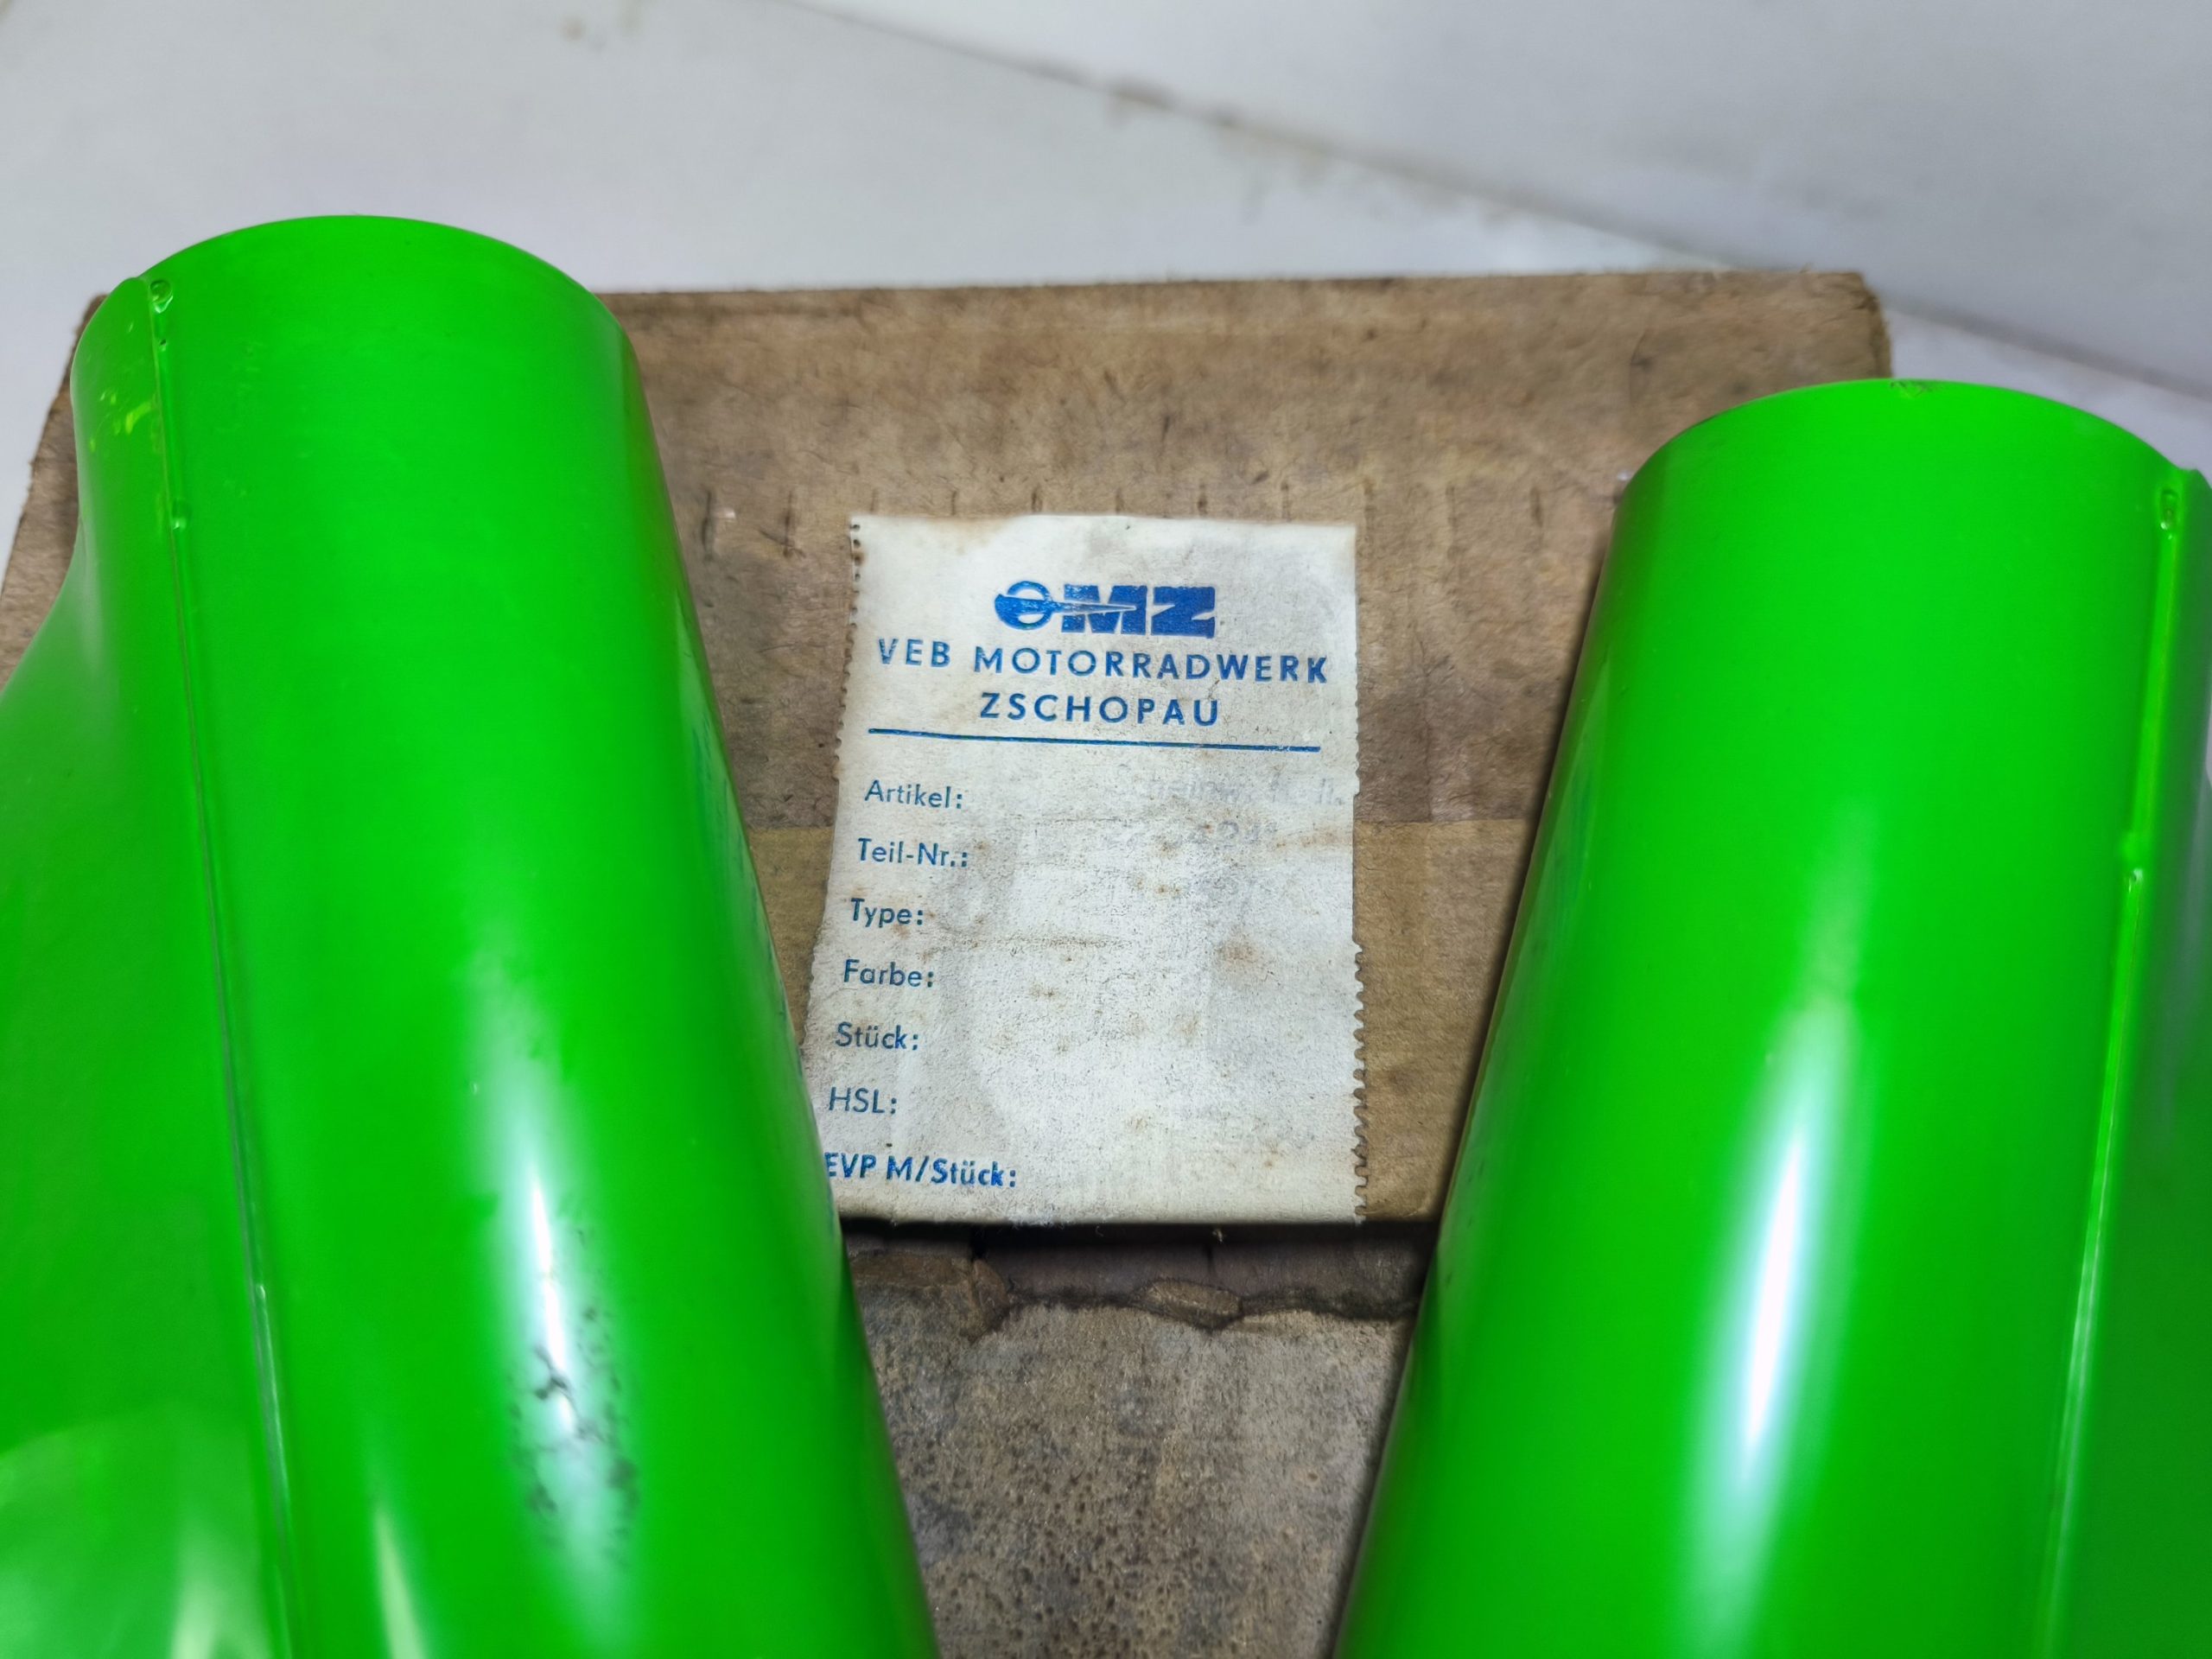 MZ
VEB MOTORRADWERK
ZSCHOPAU
Artikel:
Teil-Nr.:
Type:
Farbe:
Stück:
HSL:
EVP M/Stück: